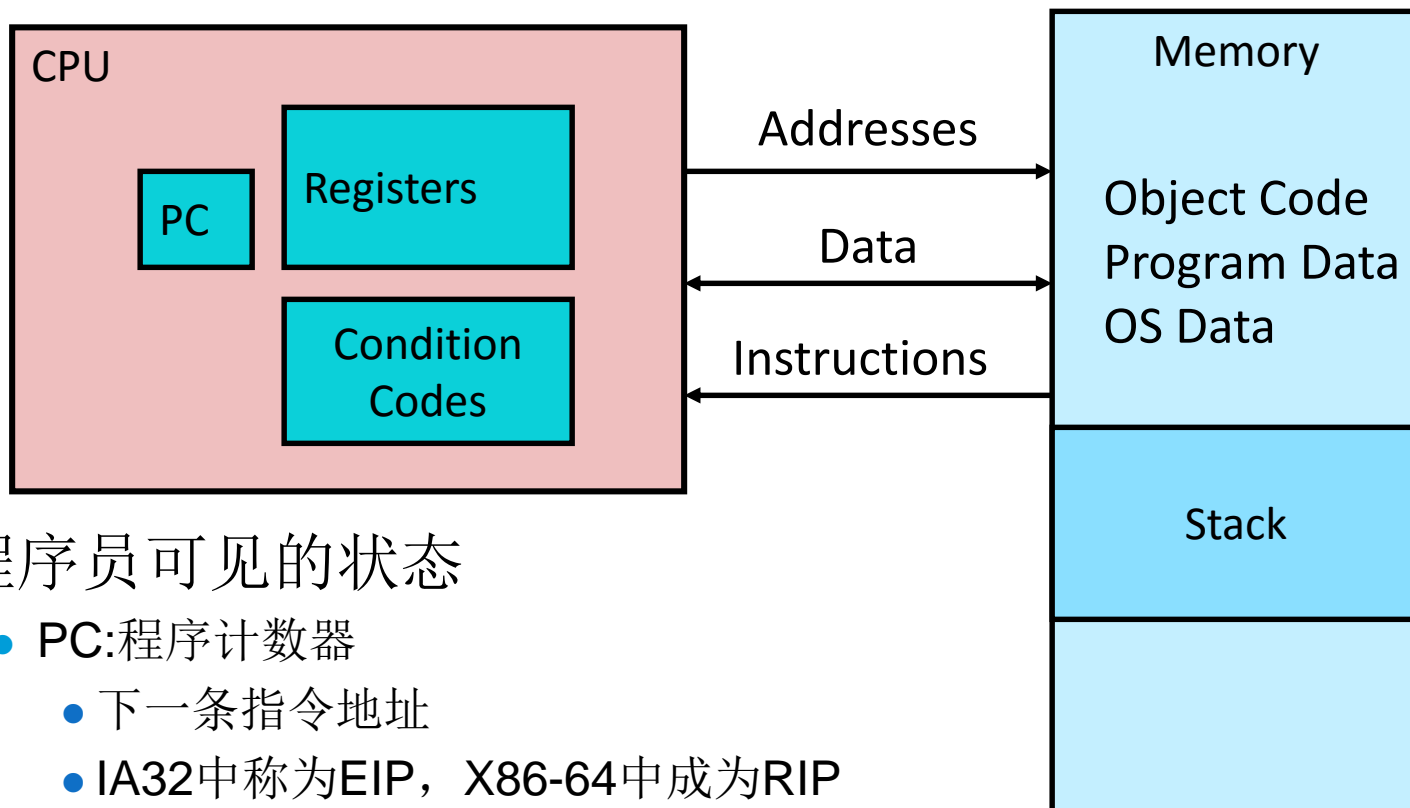 CPU
PC
Registers
Condition
Codes
Addresses
Data
Instructions
Memory
Object Code
Program Data
OS Data
Stack
程序员可见的状态
PC:程序计数器
下一条指令地址
IA32中称为EIP，X86-64中成为RIP